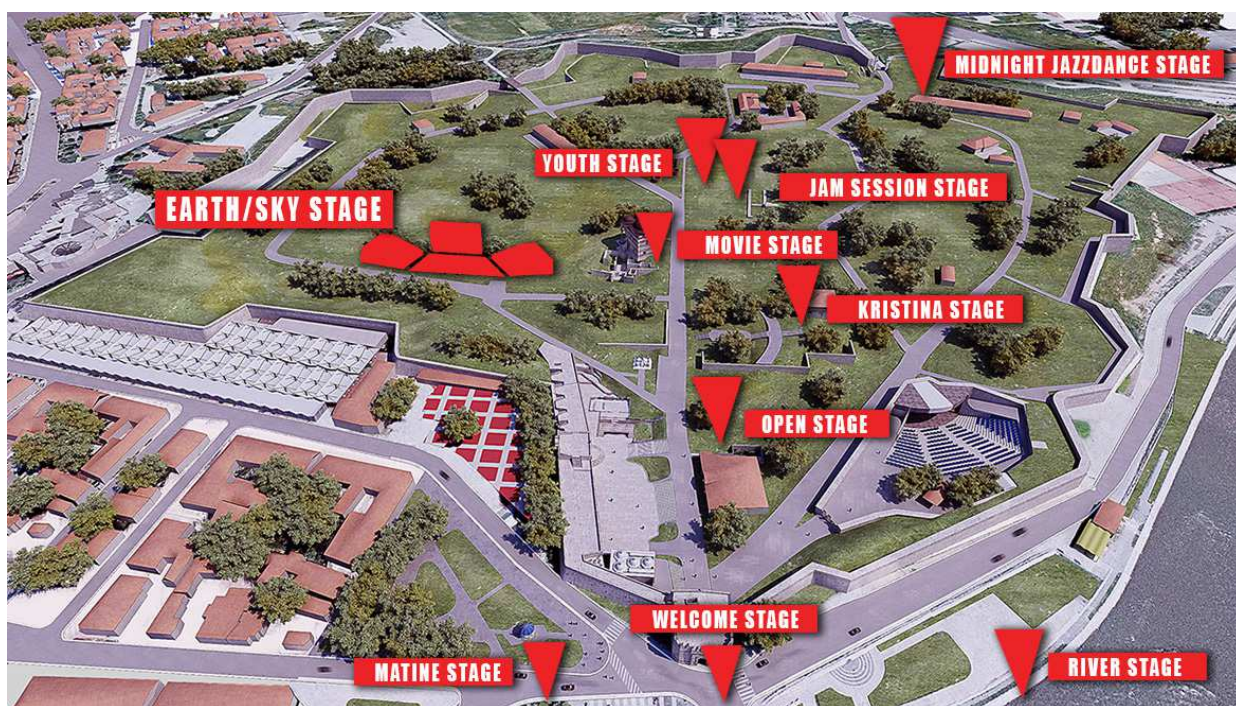 MIDNIGHT JAZZDANCE STAGE
YOUTH STAGE
JAM SESSION STAGE
EARTH/SKY STAGE
MOVIE STAGE
KRISTINA STAGE
OPEN STAGE
WELCOME STAGE
MATINE STAGE
RIVER STAGE